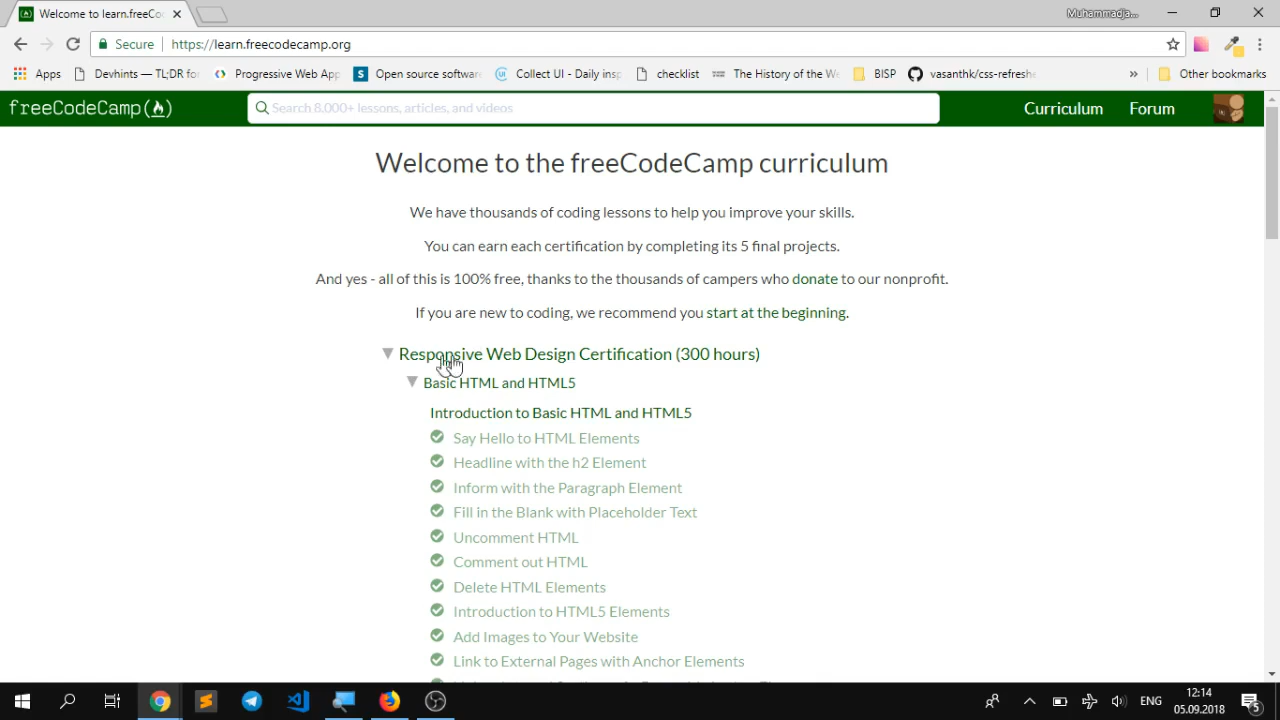 Welcome to learn.freeCo
Muhammadja...
Secure
https://learn.freecodecamp.org
Apps
Devhints — TL;DR fo
Progressive Web App
Open source softwa
Collect UI - Daily insp
checklist
The History of the W
BISP
vasanthk/css-refresh
»
Other bookmarks
freeCodeCamp
Search 8,000+ lessons, articles, and videos
Curriculum
Forum
Welcome to the freeCodeCamp curriculum
We have thousands of coding lessons to help you improve your skills.
You can earn each certification by completing its 5 final projects.
And yes - all of this is 100% free, thanks to the thousands of campers who donate to our nonprofit.
If you are new to coding, we recommend you start at the beginning.
Responsive Web Design Certification (300 hours)
Basic HTML and HTML5
Introduction to Basic HTML and HTML5
Say Hello to HTML Elements
Headline with the h2 Element
Inform with the Paragraph Element
Fill in the Blank with Placeholder Text
Uncomment HTML
Comment out HTML
Delete HTML Elements
Introduction to HTML5 Elements
Add Images to Your Website
Link to External Pages with Anchor Elements
ENG
12:14
05.09.2018
5